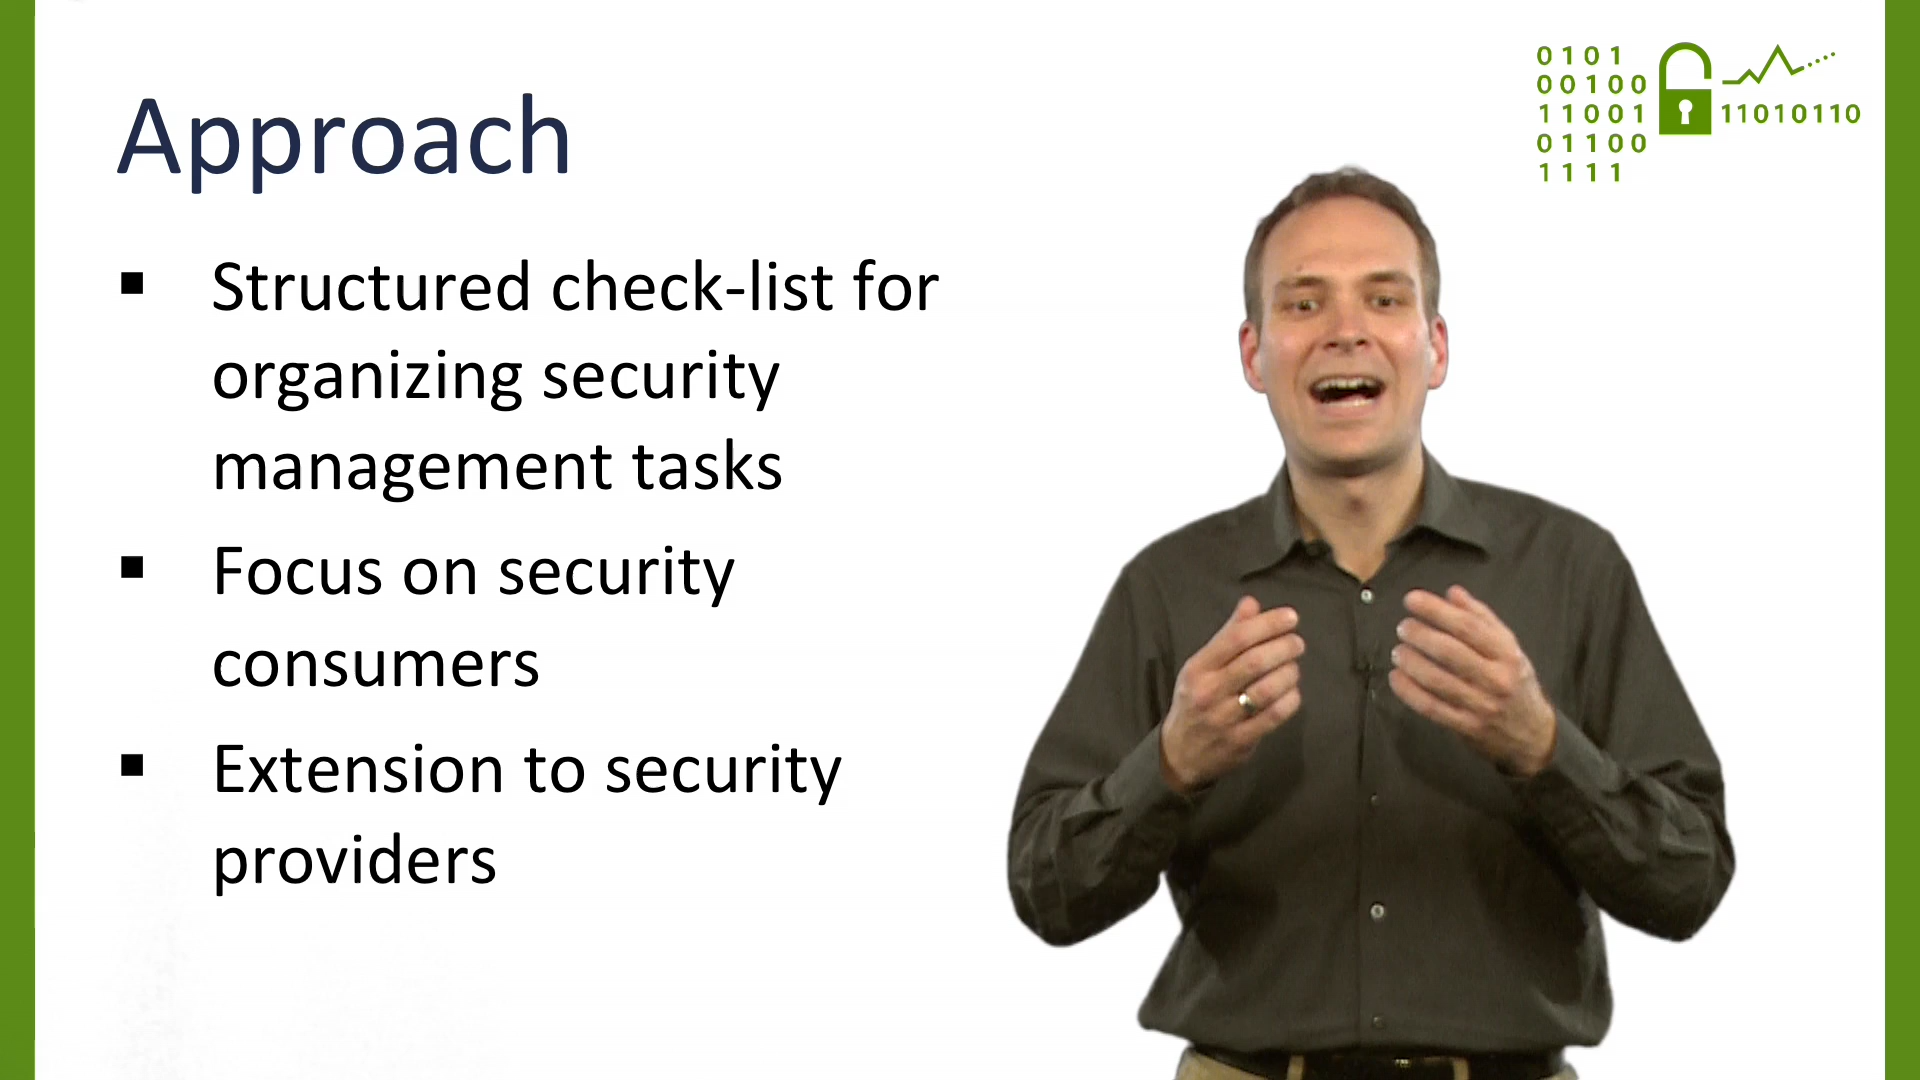 Approach
Structured check-list for
organizing security
management tasks
Focus on security
consumers
Extension to security
providers
0101
00100
11001
01100
1111
11010110